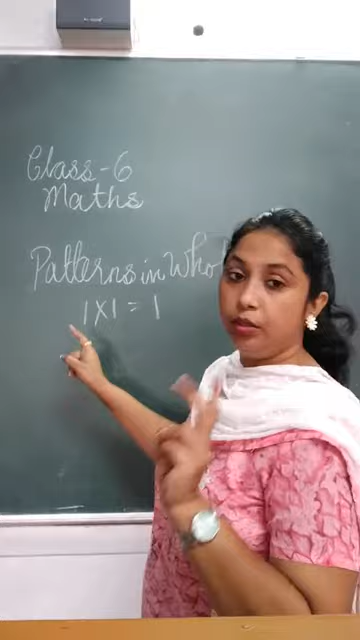 Class-6
Maths
Patterns in Who
1 X 1 = 1